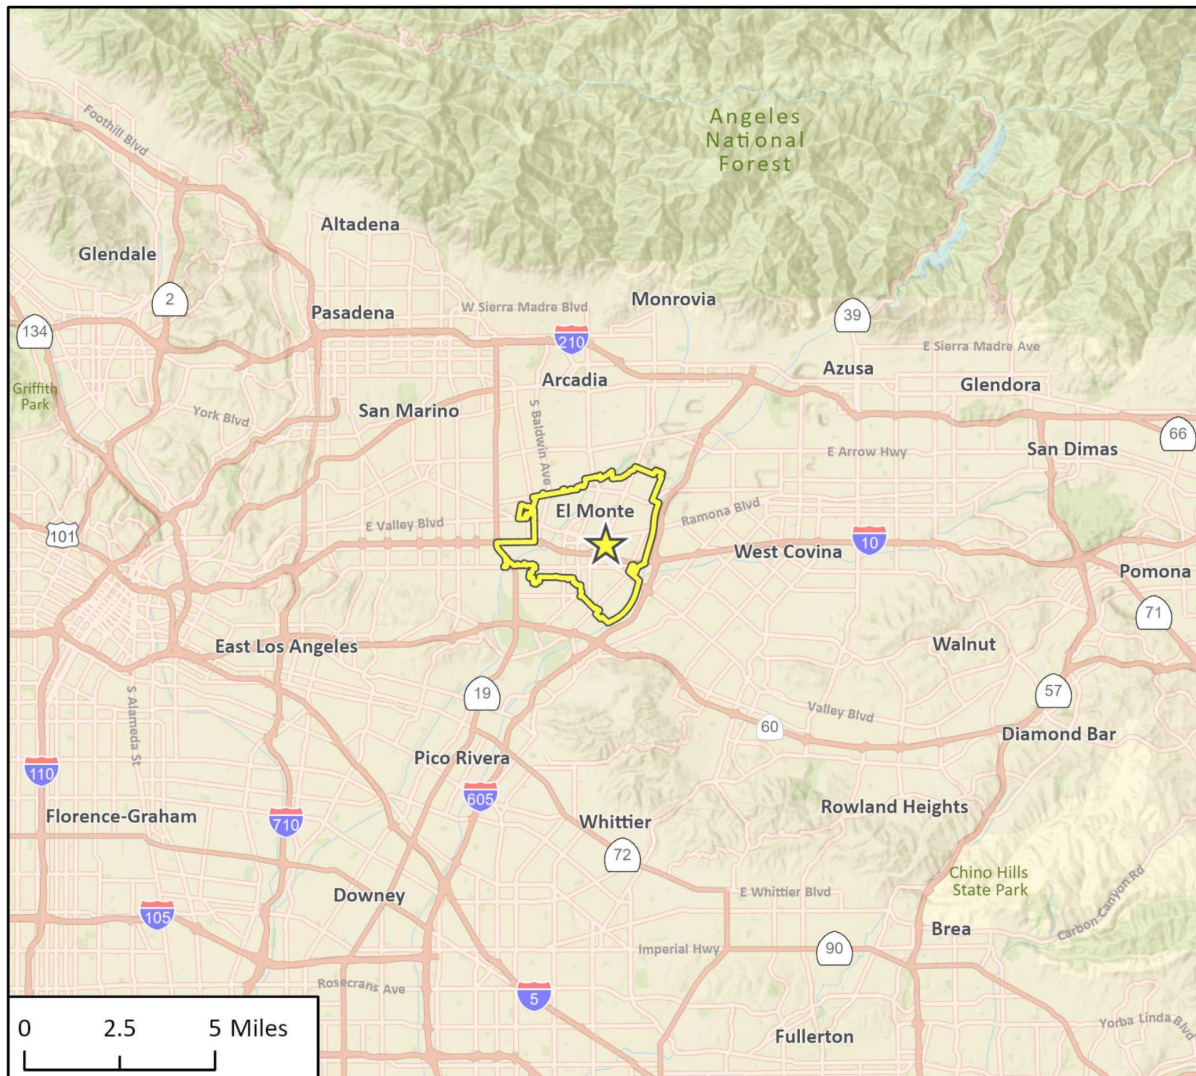 Foothill Blvd
Angeles
National
Forest
Altadena
Glendale
2
Pasadena
W Sierra Madre Blvd
Monrovia
39
134
210
E Sierra Madre Ave
Azusa
Arcadia
Glendora
Griffith
Park
York Blvd
San Marino
S Baldwin Ave
66
San Dimas
E Arrow Hwy
El Monte
Ramona Blvd
E Valley Blvd
101
10
West Covina
Pomona
71
East Los Angeles
Walnut
S Alameda St
19
57
Valley Blvd
60
Diamond Bar
Pico Rivera
110
605
Rowland Heights
Florence-Graham
710
Whittier
72
Chino Hills
State Park
E Whittier Blvd
Carbon Canyon Rd
Downey
105
Brea
Imperial Hwy
90
Rosecrans Ave
5
Yorba Linda Blvd
Fullerton
0 2.5 5 Miles